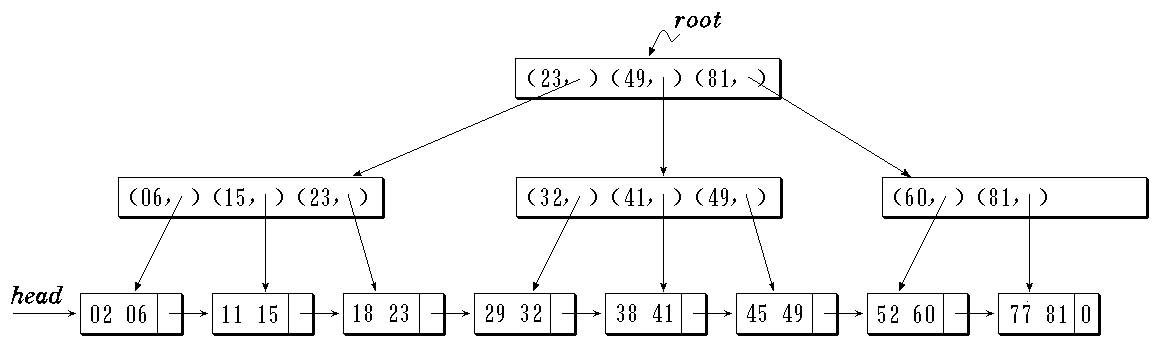 root
(23, ) (49, ) (81, )
(06, ) (15, ) (23, ) (32, ) (41, ) (49, ) (60, ) (81, )
head
02 06 11 15 18 23 29 32 38 41 45 49 52 60 77 81 0